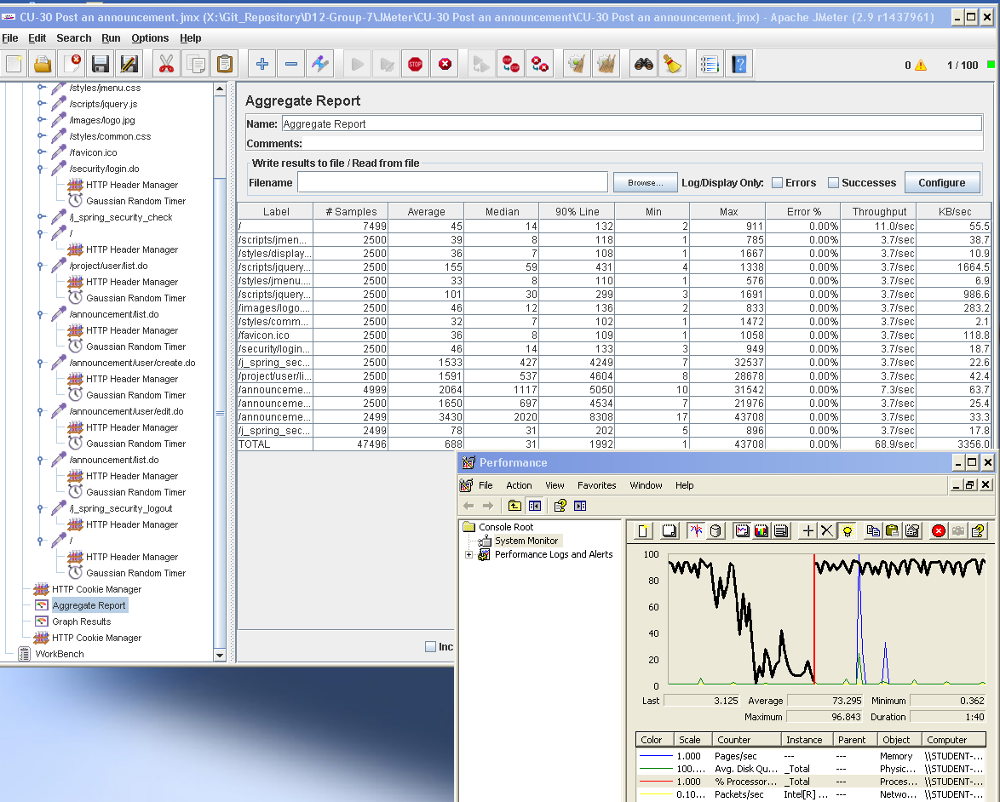 CU-30 Post an announcement.jmx (X:\Git_Repository\D12-Group-7\JMeter\CU-30 Post an announcement\CU-30 Post an announcement.jmx) - Apache JMeter (2.9 r1437961)
File Edit Search Run Options Help
STOP 0 1 / 100
/styles/jmenu.css
/scripts/jquery.js
/images/logo.jpg
/styles/common.css
/favicon.ico
/security/login.do
HTTP Header Manager
Gaussian Random Timer
/j_spring_security_check
/
HTTP Header Manager
/project/user/list.do
HTTP Header Manager
Gaussian Random Timer
/announcement/list.do
HTTP Header Manager
Gaussian Random Timer
/announcement/user/create.do
HTTP Header Manager
Gaussian Random Timer
/announcement/user/edit.do
HTTP Header Manager
Gaussian Random Timer
/announcement/list.do
HTTP Header Manager
Gaussian Random Timer
/j_spring_security_logout
HTTP Header Manager
/
HTTP Header Manager
Gaussian Random Timer
HTTP Cookie Manager
Aggregate Report
Graph Results
HTTP Cookie Manager
WorkBench
Aggregate Report
Name: Aggregate Report
Comments:
Write results to file / Read from file
Filename Browse... Log/Display Only: Errors Successes Configure
Label # Samples Average Median 90% Line Min Max Error % Throughput KB/sec
/ 7499 45 14 132 2 911 0.00% 11.0/sec 55.5
/scripts/jmen... 2500 39 8 118 1 785 0.00% 3.7/sec 38.7
/styles/display... 2500 36 7 108 1 1667 0.00% 3.7/sec 10.9
/scripts/jquery... 2500 155 59 431 4 1338 0.00% 3.7/sec 1664.5
/styles/jmenu.... 2500 33 8 110 1 576 0.00% 3.7/sec 6.9
/scripts/jquery... 2500 101 30 299 3 1691 0.00% 3.7/sec 986.6
/images/logo.... 2500 46 12 136 2 833 0.00% 3.7/sec 283.2
/styles/comm... 2500 32 7 102 1 1472 0.00% 3.7/sec 2.1
/favicon.ico 2500 36 8 109 1 1058 0.00% 3.7/sec 118.8
/security/login... 2500 46 14 133 3 949 0.00% 3.7/sec 18.7
/j_spring_sec... 2500 1533 427 4249 7 32537 0.00% 3.7/sec 22.6
/project/user/li... 2500 1591 537 4604 8 28678 0.00% 3.7/sec 42.4
/announceme... 4999 2064 1117 5050 10 31542 0.00% 7.3/sec 63.7
/announceme... 2500 1650 697 4534 7 21976 0.00% 3.7/sec 25.4
/announceme... 2499 3430 2020 8308 17 43708 0.00% 3.7/sec 33.3
/j_spring_sec... 2499 78 31 202 5 896 0.00% 3.7/sec 17.8
TOTAL 47496 688 31 1992 1 43708 0.00% 68.9/sec 3356.0
Inc
Performance
File Action View Favorites Window Help
Console Root
System Monitor
Performance Logs and Alerts
100
80
60
40
20
0
Last 3.125 Average 73.295 Minimum 0.362
Maximum 96.843 Duration 1:40
Color Scale Counter Instance Parent Object Computer
1.000 Pages/sec --- --- Memory \\STUDENT-...
100.... Avg. Disk Qu... _Total --- Physic... \\STUDENT-...
1.000 % Processor... _Total --- Proces... \\STUDENT-...
0.10... Packets/sec Intel[R] ... --- Netwo... \\STUDENT-...